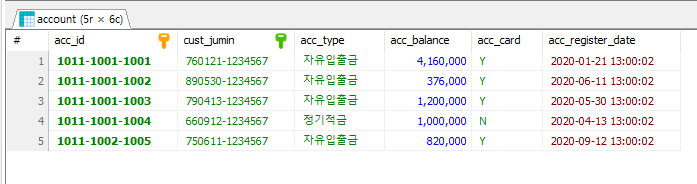 account (5r × 6c)
# acc_id cust_jumin acc_type acc_balance acc_card acc_register_date
1 1011-1001-1001 760121-1234567 자유입출금 4,160,000 Y 2020-01-21 13:00:02
2 1011-1001-1002 890530-1234567 자유입출금 376,000 Y 2020-06-11 13:00:02
3 1011-1001-1003 790413-1234567 자유입출금 1,200,000 Y 2020-05-30 13:00:02
4 1011-1001-1004 660912-1234567 정기적금 1,000,000 N 2020-04-13 13:00:02
5 1011-1002-1005 750611-1234567 자유입출금 820,000 Y 2020-09-12 13:00:02